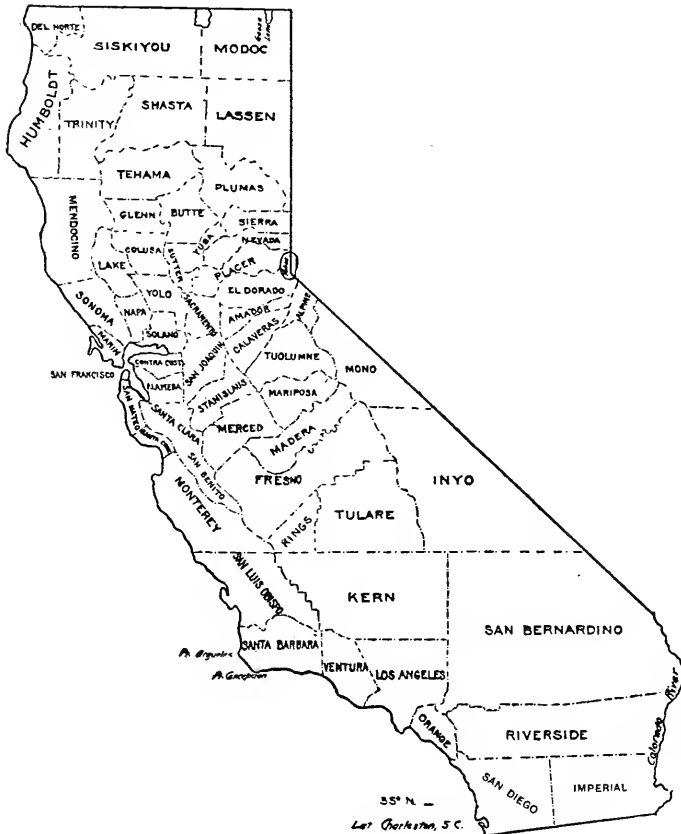 DEL NORTE
SISKIYOU
MODOC
Goose Lake
HUMBOLDT
TRINITY
SHASTA
LASSEN
TEHAMA
PLUMAS
MENDOCINO
GLENN
BUTTE
SIERRA
NEVADA
YUBA
COLUSA
SUTTER
LAKE
PLACER
YOLO
EL DORADO
SONOMA
NAPA
SACRAMENTO
AMADOR
ALPINE
SOLANO
CALAVERAS
MARIN
SAN JOAQUIN
TUOLUMNE
MONO
CONTRA COSTA
SAN FRANCISCO
ALAMEDA
STANISLAUS
MARIPOSA
SAN MATEO
SANTA CRUZ
SANTA CLARA
MERCED
MADERA
SAN BENITO
FRESNO
INYO
MONTEREY
KINGS
TULARE
SAN LUIS OBISPO
KERN
SAN BERNARDINO
SANTA BARBARA
Pt. Arguello
Pt. Concepcion
VENTURA
LOS ANGELES
Colorado River
ORANGE
RIVERSIDE
SAN DIEGO
IMPERIAL
35° N. —
Lat Charleston, S.C.